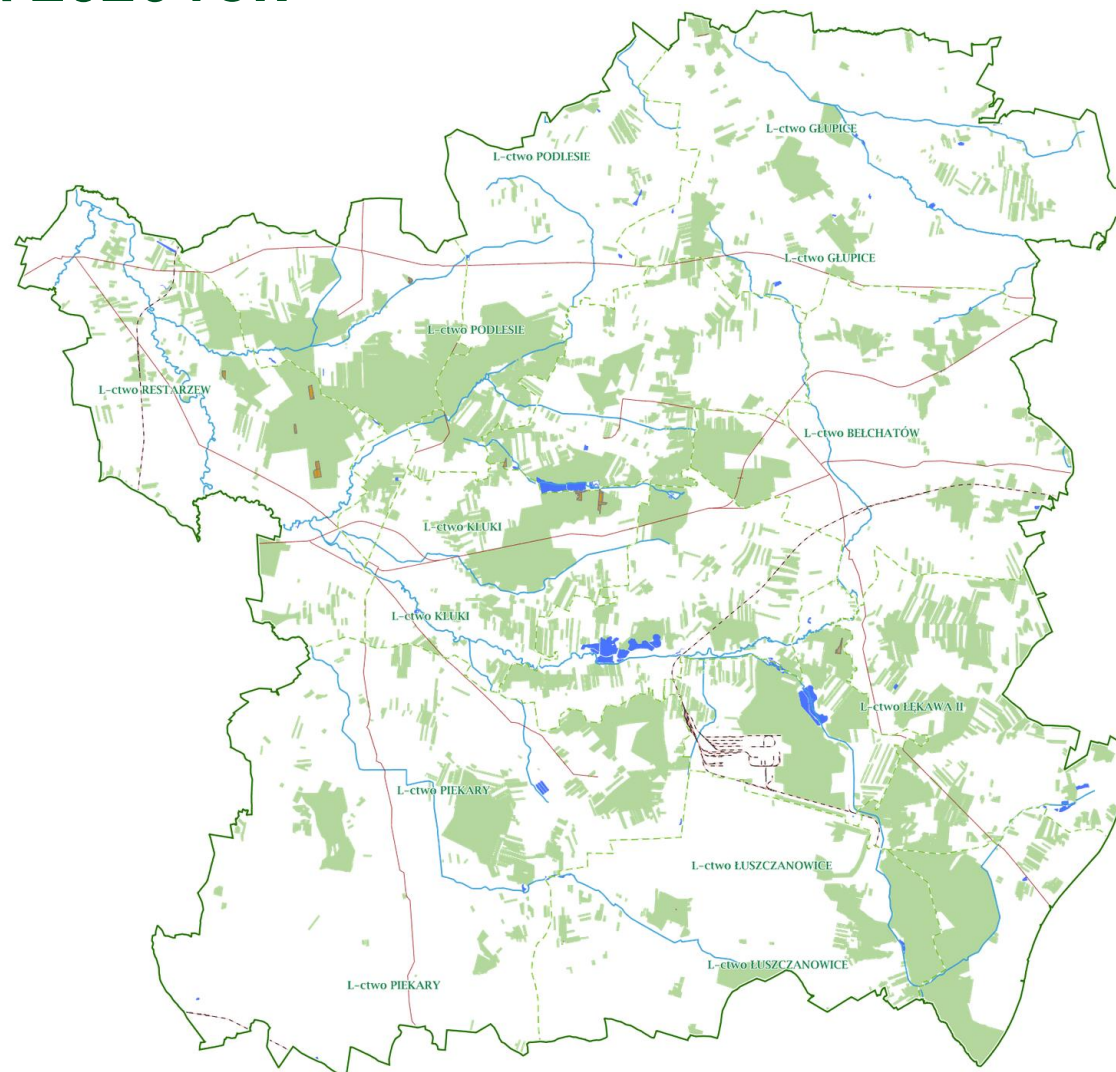 L-ctwo GŁUPICE
L-ctwo PODLESIE
L-ctwo GŁUPICE
L-ctwo PODLESIE
L-ctwo RESTARZEW
L-ctwo BEŁCHATÓW
L-ctwo KLUKI
L-ctwo KLUKI
L-ctwo ŁĘKAWA II
L-ctwo PIEKARY
L-ctwo ŁUSZCZANOWICE
L-ctwo ŁUSZCZANOWICE
L-ctwo PIEKARY